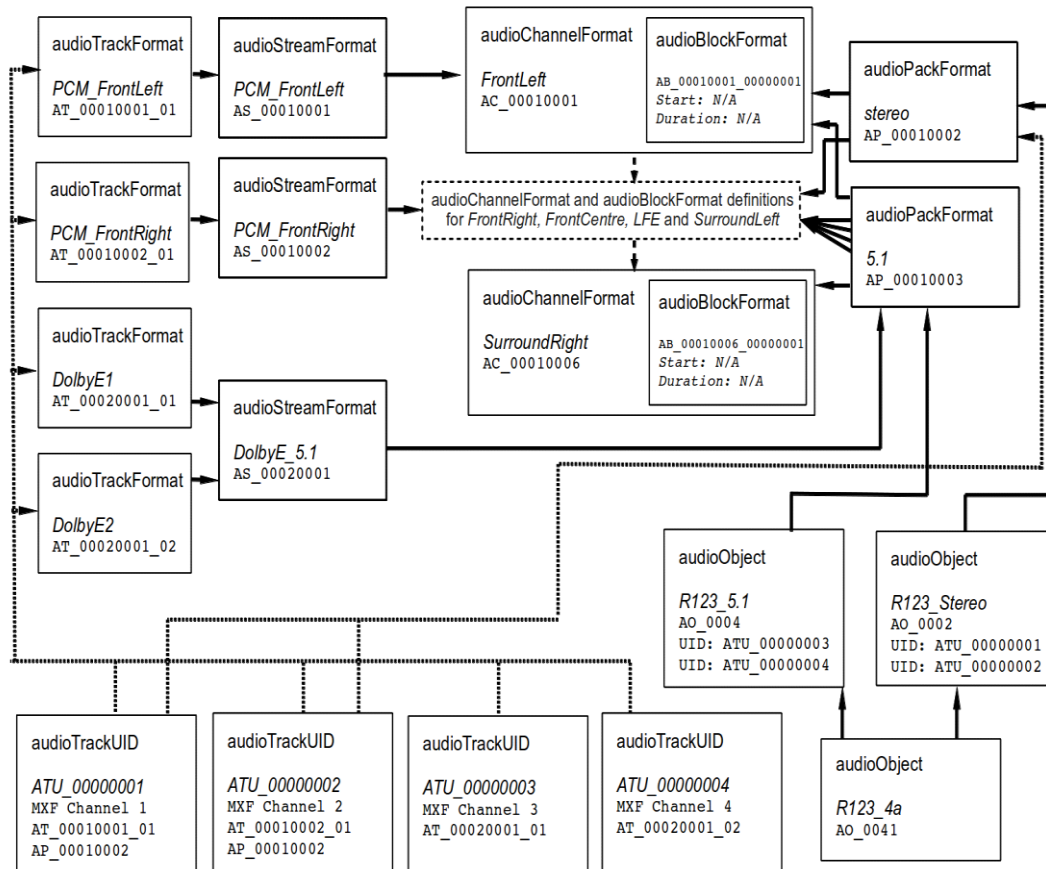 audioTrackFormat
PCM_FrontLeft
AT_00010001_01
audioStreamFormat
PCM_FrontLeft
AS_00010001
audioChannelFormat
FrontLeft
AC_00010001
audioBlockFormat
AB_00010001_00000001
Start: N/A
Duration: N/A
audioPackFormat
stereo
AP_00010002
audioTrackFormat
PCM_FrontRight
AT_00010002_01
audioStreamFormat
PCM_FrontRight
AS_00010002
audioChannelFormat and audioBlockFormat definitions
for FrontRight, FrontCentre, LFE and SurroundLeft
audioPackFormat
5.1
AP_00010003
audioChannelFormat
SurroundRight
AC_00010006
audioBlockFormat
AB_00010006_00000001
Start: N/A
Duration: N/A
audioTrackFormat
DolbyE1
AT_00020001_01
audioStreamFormat
DolbyE_5.1
AS_00020001
audioTrackFormat
DolbyE2
AT_00020001_02
audioObject
R123_5.1
AO_0004
UID: ATU_00000003
UID: ATU_00000004
audioObject
R123_Stereo
AO_0002
UID: ATU_00000001
UID: ATU_00000002
audioTrackUID
ATU_00000001
MXF Channel 1
AT_00010001_01
AP_00010002
audioTrackUID
ATU_00000002
MXF Channel 2
AT_00010002_01
AP_00010002
audioTrackUID
ATU_00000003
MXF Channel 3
AT_00020001_01
audioTrackUID
ATU_00000004
MXF Channel 4
AT_00020001_02
audioObject
R123_4a
AO_0041